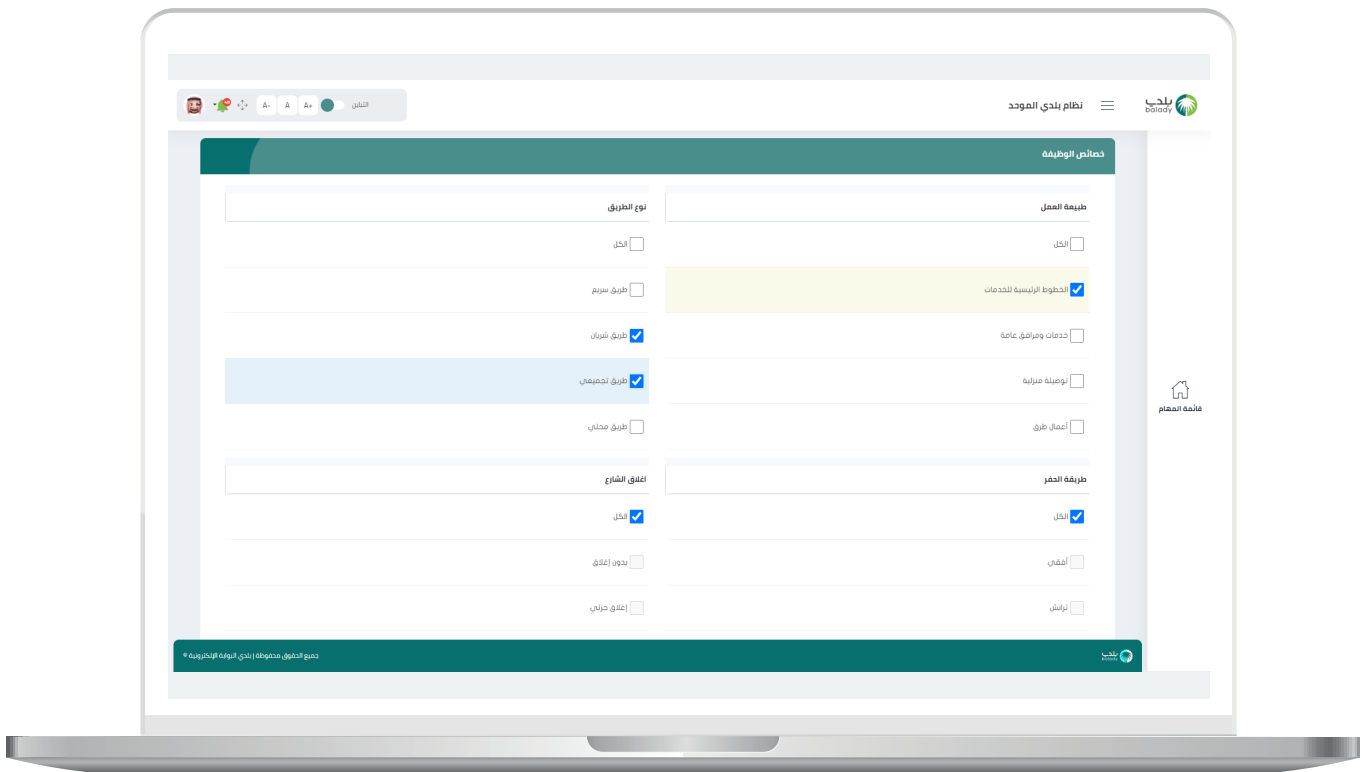 بلدي
balady
نظام بلدي الموحد
التباين
A+
A
A-
خصائص الوظيفة
طبيعة العمل
الكل
الخطوط الرئيسية للخدمات
خدمات ومرافق عامة
توصيلة منزلية
أعمال طرق
نوع الطريق
الكل
طريق سريع
طريق شريان
طريق تجميعي
طريق محلي
طريقة الحفر
الكل
أفقي
ترانش
اغلاق الشارع
الكل
بدون إغلاق
إغلاق جزئي
قائمة المهام
بلدي
balady
جميع الحقوق محفوظة | بلدي البوابة الإلكترونية ©